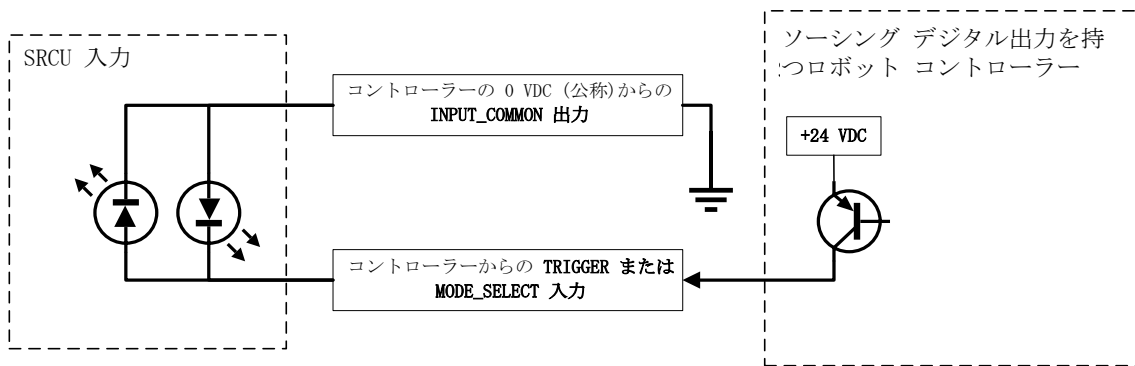 SRCU 入力
コントローラーの 0 VDC (公称)からの
INPUT_COMMON 出力
ソーシング デジタル出力を持
つロボット コントローラー
+24 VDC
コントローラーからの TRIGGER または
MODE_SELECT 入力